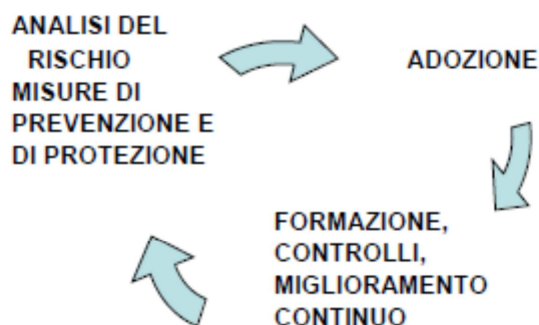 ANALISI DEL
RISCHIO
MISURE DI
PREVENZIONE E
DI PROTEZIONE
ADOZIONE
FORMAZIONE,
CONTROLLI,
MIGLIORAMENTO
CONTINUO